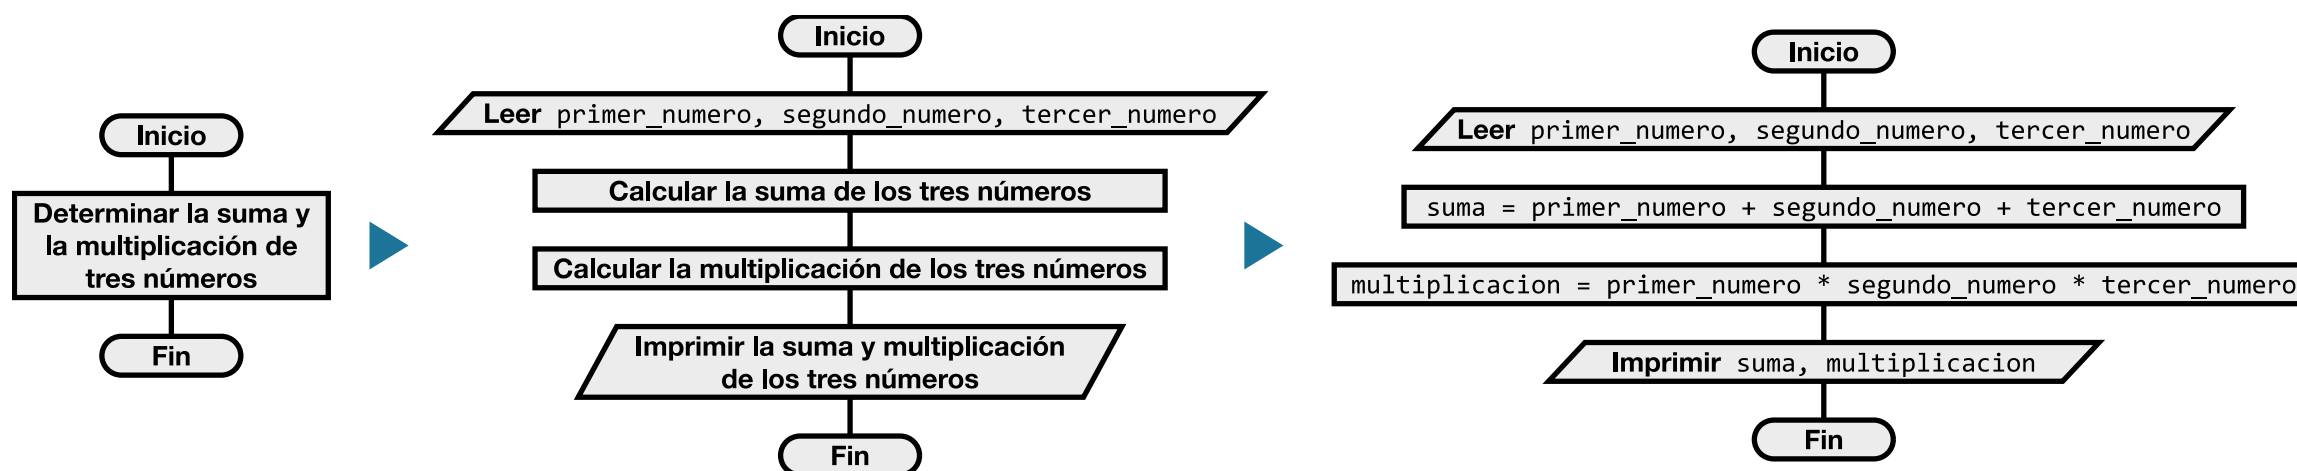 Inicio
Determinar la suma y
la multiplicación de
tres números
Fin
Inicio
Leer primer_numero, segundo_numero, tercer_numero
Calcular la suma de los tres números
Calcular la multiplicación de los tres números
Imprimir la suma y multiplicación
de los tres números
Fin
Inicio
Leer primer_numero, segundo_numero, tercer_numero
suma = primer_numero + segundo_numero + tercer_numero
multiplicacion = primer_numero * segundo_numero * tercer_numero
Imprimir suma, multiplicacion
Fin